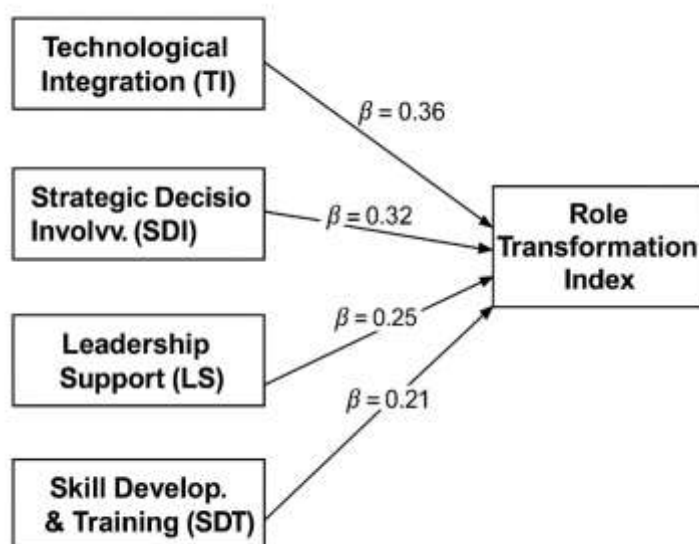 Technological
Integration (TI)
β = 0.36
Strategic Decisio
Involvv. (SDI)
β = 0.32
Role
Transformation
Index
Leadership
Support (LS)
β = 0.25
β = 0.21
Skill Develop.
& Training (SDT)